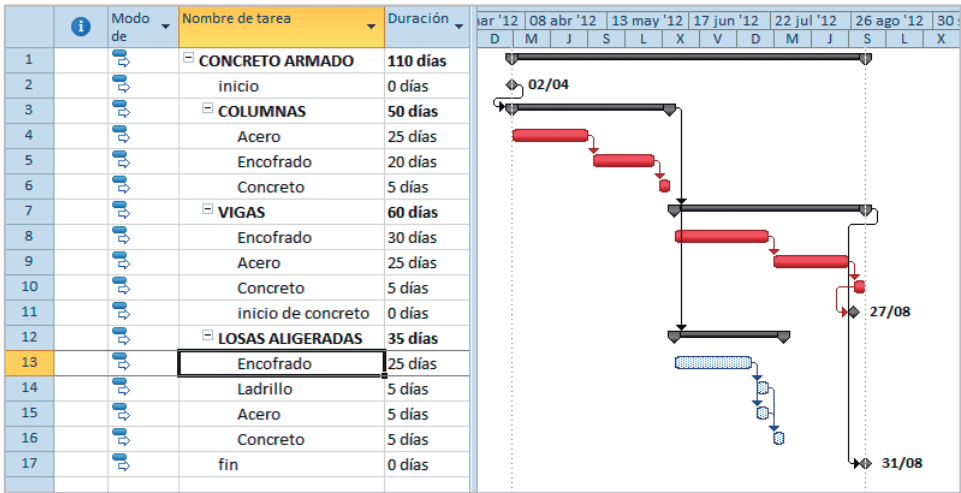 Modo de
Nombre de tarea
Duración
ar '12 08 abr '12 13 may '12 17 jun '12 22 jul '12 26 ago '12 30
D M J S L X V D M J S L X
1 CONCRETO ARMADO 110 días
2 inicio 0 días 02/04
3 COLUMNAS 50 días
4 Acero 25 días
5 Encofrado 20 días
6 Concreto 5 días
7 VIGAS 60 días
8 Encofrado 30 días
9 Acero 25 días
10 Concreto 5 días
11 inicio de concreto 0 días 27/08
12 LOSAS ALIGERADAS 35 días
13 Encofrado 25 días
14 Ladrillo 5 días
15 Acero 5 días
16 Concreto 5 días
17 fin 0 días 31/08